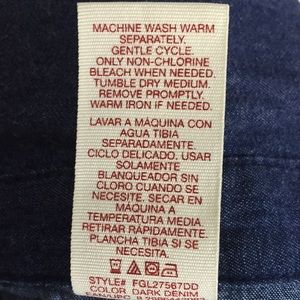 MACHINE WASH WARM
SEPARATELY.
GENTLE CYCLE.
ONLY NON-CHLORINE
BLEACH WHEN NEEDED.
TUMBLE DRY MEDIUM.
REMOVE PROMPTLY.
WARM IRON IF NEEDED.
LAVAR A MAQUINA CON
AGUA TIBIA
SEPARADAMENTE.
CICLO DELICADO. USAR
SOLAMENTE
BLANQUEADOR SIN
CLORO CUANDO SE
NECESITE. SECAR EN
MAQUINA A
TEMPERATURA MEDIA
RETIRAR RÁPIDAMENTE.
PLANCHA TIBIA SI SE
NECESITA.
STYLE# FGL27567DD
COLOR DARK DENIM